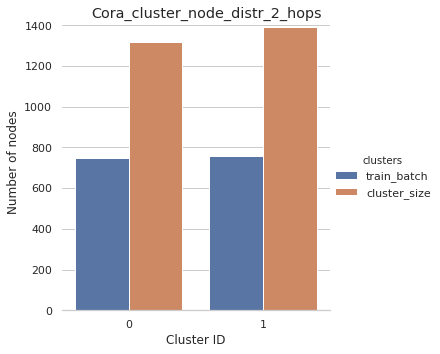 Cora_cluster_node_distr_2_hops
1400
1200
1000
800
600
400
200
0
Number of nodes
0 1
Cluster ID
clusters
train_batch
cluster_size